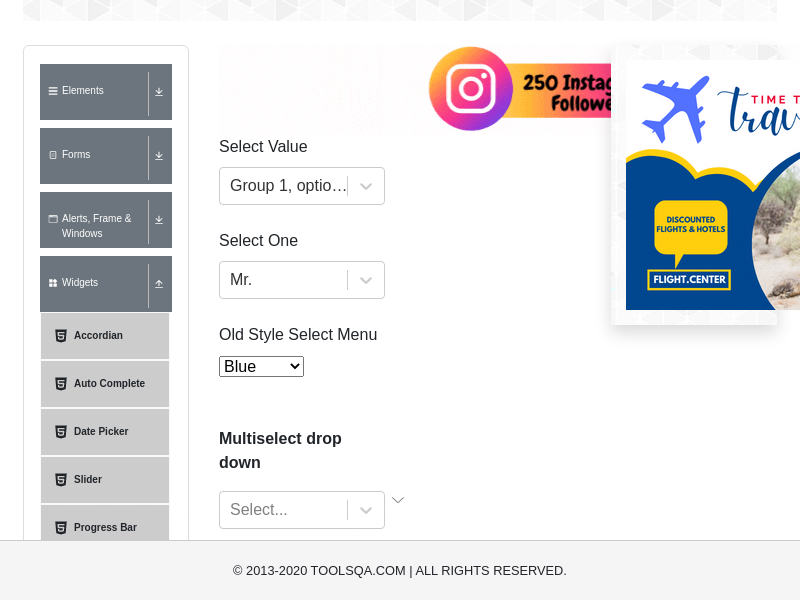 250 Instag
Followe
TIME T
trav
DISCOUNTED
FLIGHTS & HOTELS
FLIGHT.CENTER
Elements
Forms
Alerts, Frame &
Windows
Widgets
Accordian
Auto Complete
Date Picker
Slider
Progress Bar
Select Value
Group 1, optio...
Select One
Mr.
Old Style Select Menu
Blue
Multiselect drop
down
Select...
© 2013-2020 TOOLSQA.COM | ALL RIGHTS RESERVED.